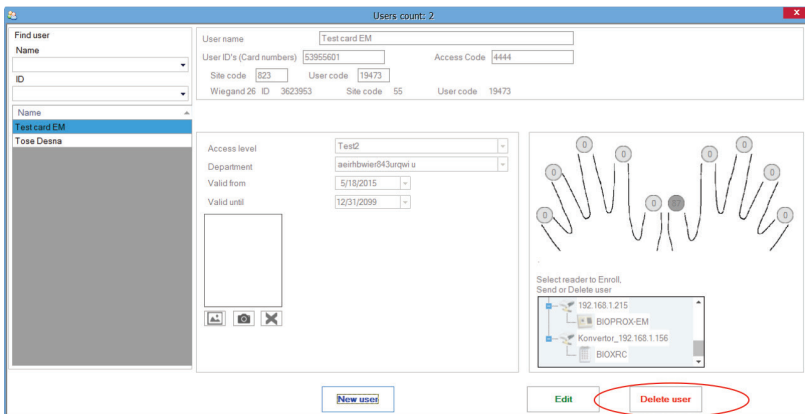 Users count: 2
x
Find user
Name
ID
Name
Test card EM
Tose Desna
User name Test card EM
User ID's (Card numbers) 53955601 Access Code 4444
Site code 823 User code 19473
Wiegand 26 ID 3623953 Site code 55 User code 19473
Access level Test2
Department aeirhbwier843urqwi u
Valid from 5/18/2015
Valid until 12/31/2099
0 0 0 0
0 0
0 87
0 0
Select reader to Enroll,
Send or Delete user
192.168.1.215
BIOPROX-EM
Konvertor_192.168.1.156
BIOXRC
New user Edit Delete user